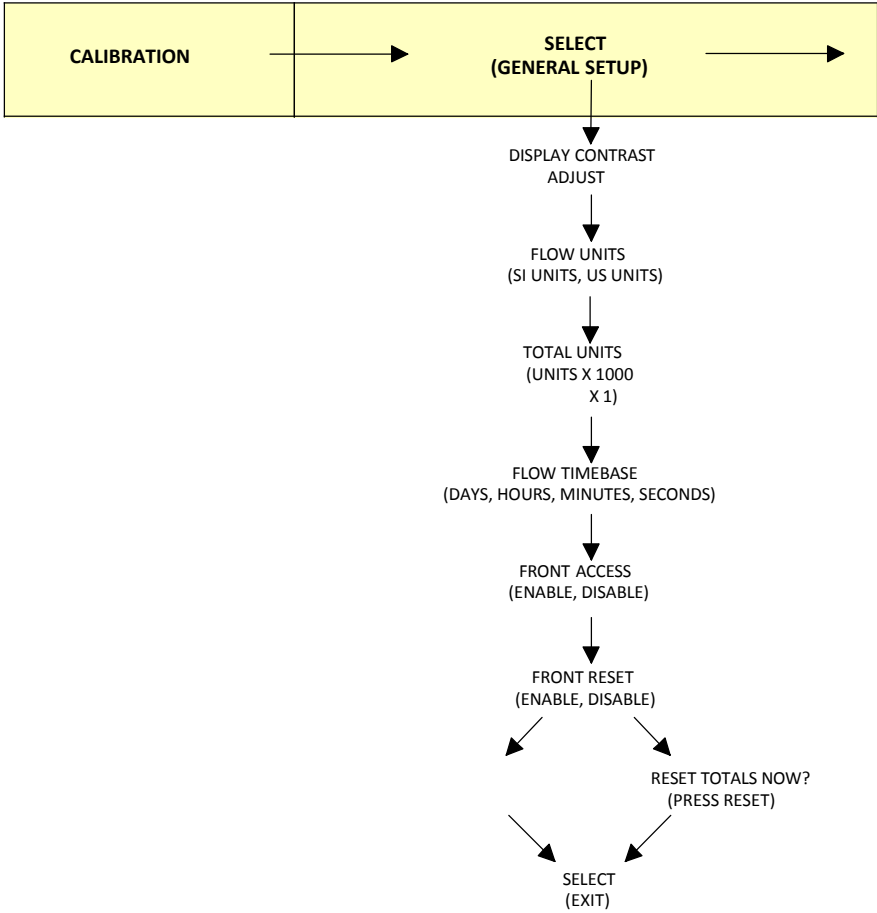 CALIBRATION
SELECT
(GENERAL SETUP)
DISPLAY CONTRAST
ADJUST
FLOW UNITS
(SI UNITS, US UNITS)
TOTAL UNITS
(UNITS X 1000
X 1)
FLOW TIMEBASE
(DAYS, HOURS, MINUTES, SECONDS)
FRONT ACCESS
(ENABLE, DISABLE)
FRONT RESET
(ENABLE, DISABLE)
RESET TOTALS NOW?
(PRESS RESET)
SELECT
(EXIT)